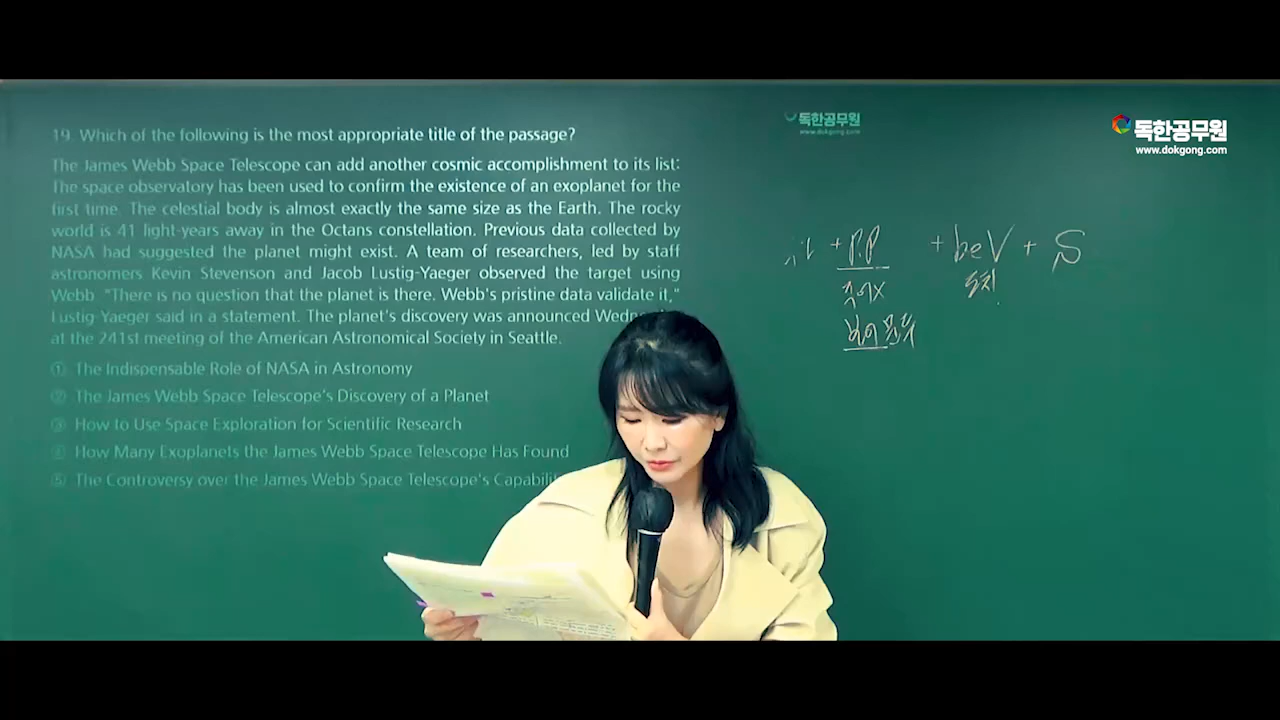 19. Which of the following is the most appropriate title of the passage?
The James Webb Space Telescope can add another cosmic accomplishment to its list:
The space observatory has been used to confirm the existence of an exoplanet for the
first time. The celestial body is almost exactly the same size as the Earth. The rocky
world is 41 light-years away in the Octans constellation. Previous data collected by
NASA had suggested the planet might exist. A team of researchers, led by staff
astronomers Kevin Stevenson and Jacob Lustig-Yaeger observed the target using
Webb. "There is no question that the planet is there. Webb's pristine data validate it,"
Lustig-Yaeger said in a statement. The planet's discovery was announced
at the 241st meeting of the American Astronomical Society in Seattle.
① The Indispensable Role of NASA in Astronomy
② The James Webb Space Telescope's Discovery of a Planet
③ How to Use Space Exploration for Scientific Research
④ How Many Exoplanets the James Webb Space Telescope Has Found
⑤ The Controversy over the James Webb Space Telescope's
독한공무원
www.dokgong.com
독한공무원
www.dokgong.com
+ P.P + beV + S
도치